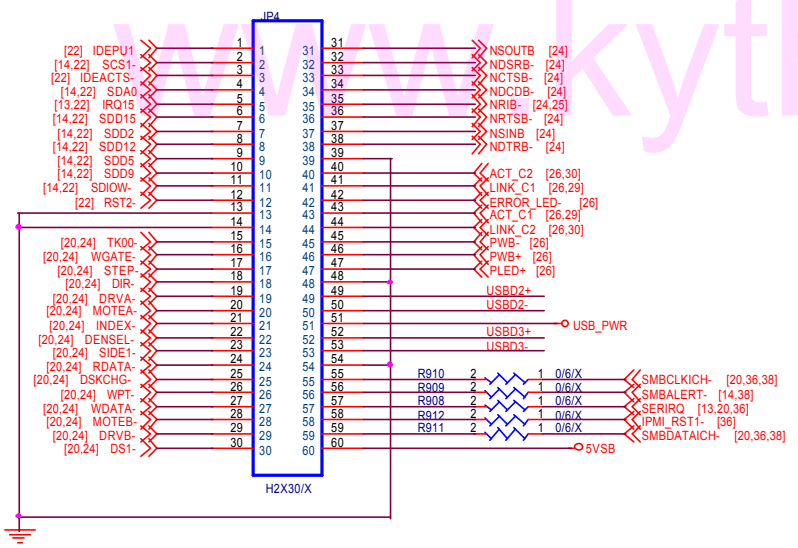 www.kyth
JP4
[22] IDEPU1 1 1 31 31 NSOUTB [24]
[14,22] SCS1- 2 2 32 32 NDSRB- [24]
[22] IDEACTS- 3 3 33 33 NCTSB- [24]
[14,22] SDA0 4 4 34 34 NDCDB- [24]
[13,22] IRQ15 5 5 35 35 NRIB- [24,25]
[14,22] SDD15 6 6 36 36 NRTSB- [24]
[14,22] SDD2 7 7 37 37 NSINB [24]
[14,22] SDD12 8 8 38 38 NDTRB- [24]
[14,22] SDD5 9 9 39 39
[14,22] SDD9 10 10 40 40 ACT_C2 [26,30]
[14,22] SDIOW- 11 11 41 41 LINK_C1 [26,29]
[22] RST2- 12 12 42 42 ERROR_LED- [26]
13 13 43 43 ACT_C1 [26,29]
14 14 44 44 LINK_C2 [26,30]
[20,24] TK00- 15 15 45 45 PWB- [26]
[20,24] WGATE- 16 16 46 46 PWB+ [26]
[20,24] STEP- 17 17 47 47 PLED+ [26]
[20,24] DIR- 18 18 48 48
[20,24] DRVA- 19 19 49 49 USBD2+
[20,24] MOTEA- 20 20 50 50 USBD2-
[20,24] INDEX- 21 21 51 51 USB_PWR
[20,24] DENSEL- 22 22 52 52 USBD3+
[20,24] SIDE1- 23 23 53 53 USBD3-
[20,24] RDATA- 24 24 54 54
[20,24] DSKCHG- 25 25 55 55 R910 2 1 0/6/X SMBCLKICH- [20,36,38]
[20,24] WPT- 26 26 56 56 R909 2 1 0/6/X SMBALERT- [14,38]
[20,24] WDATA- 27 27 57 57 R908 2 1 0/6/X SERIRQ [13,20,36]
[20,24] MOTEB- 28 28 58 58 R912 2 1 0/6/X IPMI_RST1- [36]
[20,24] DRVB- 29 29 59 59 R911 2 1 0/6/X SMBDATAICH- [20,36,38]
[20,24] DS1- 30 30 60 60 5VSB
H2X30/X